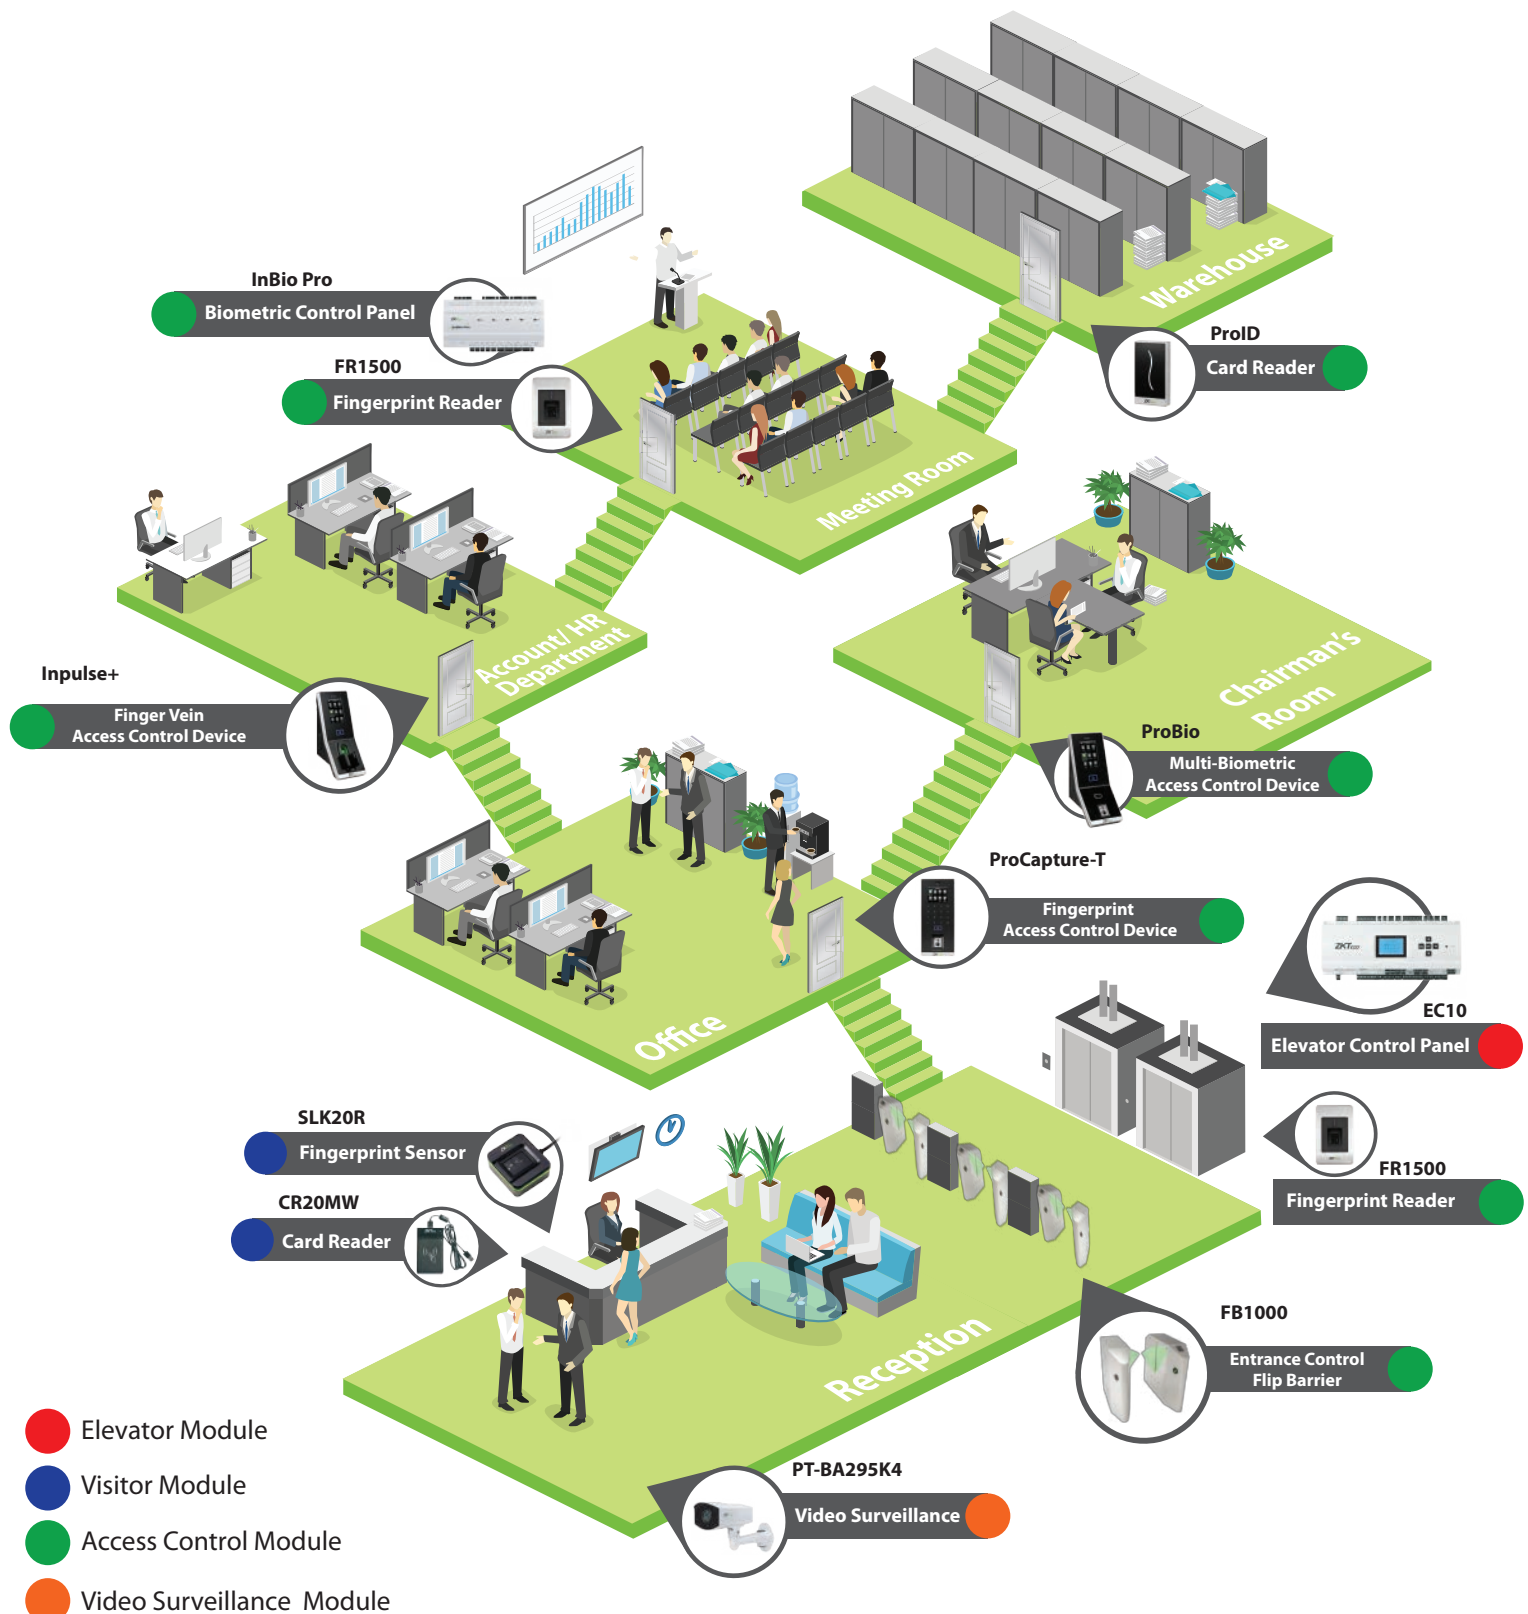 Warehouse
InBio Pro
Biometric Control Panel
FR1500
Fingerprint Reader
ProID
Card Reader
Meeting Room
Account/ HR
Department
Inpulse+
Finger Vein
Access Control Device
Chairman's
Room
ProBio
Multi-Biometric
Access Control Device
ProCapture-T
Fingerprint
Access Control Device
Office
ZKTeco
EC10
Elevator Control Panel
SLK20R
Fingerprint Sensor
FR1500
Fingerprint Reader
CR20MW
Card Reader
Reception
FB1000
Entrance Control
Flip Barrier
PT-BA295K4
Video Surveillance
Elevator Module
Visitor Module
Access Control Module
Video Surveillance Module